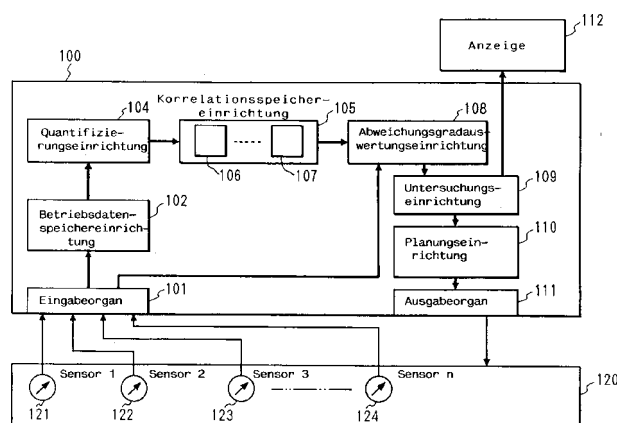 112
Anzeige
100
104
Korrelationsspeicher-
einrichtung
105
108
Quantifizie-
rungseinrichtung
106
107
Abweichungsgradaus-
wertungseinrichtung
102
Untersuchungs-
einrichtung
109
Betriebsdaten-
speichereinrich-
tung
110
Planungsein-
richtung
101
Eingabeorgan
111
Ausgabeorgan
Sensor 1
Sensor 2
Sensor 3
Sensor n
120
121
122
123
124